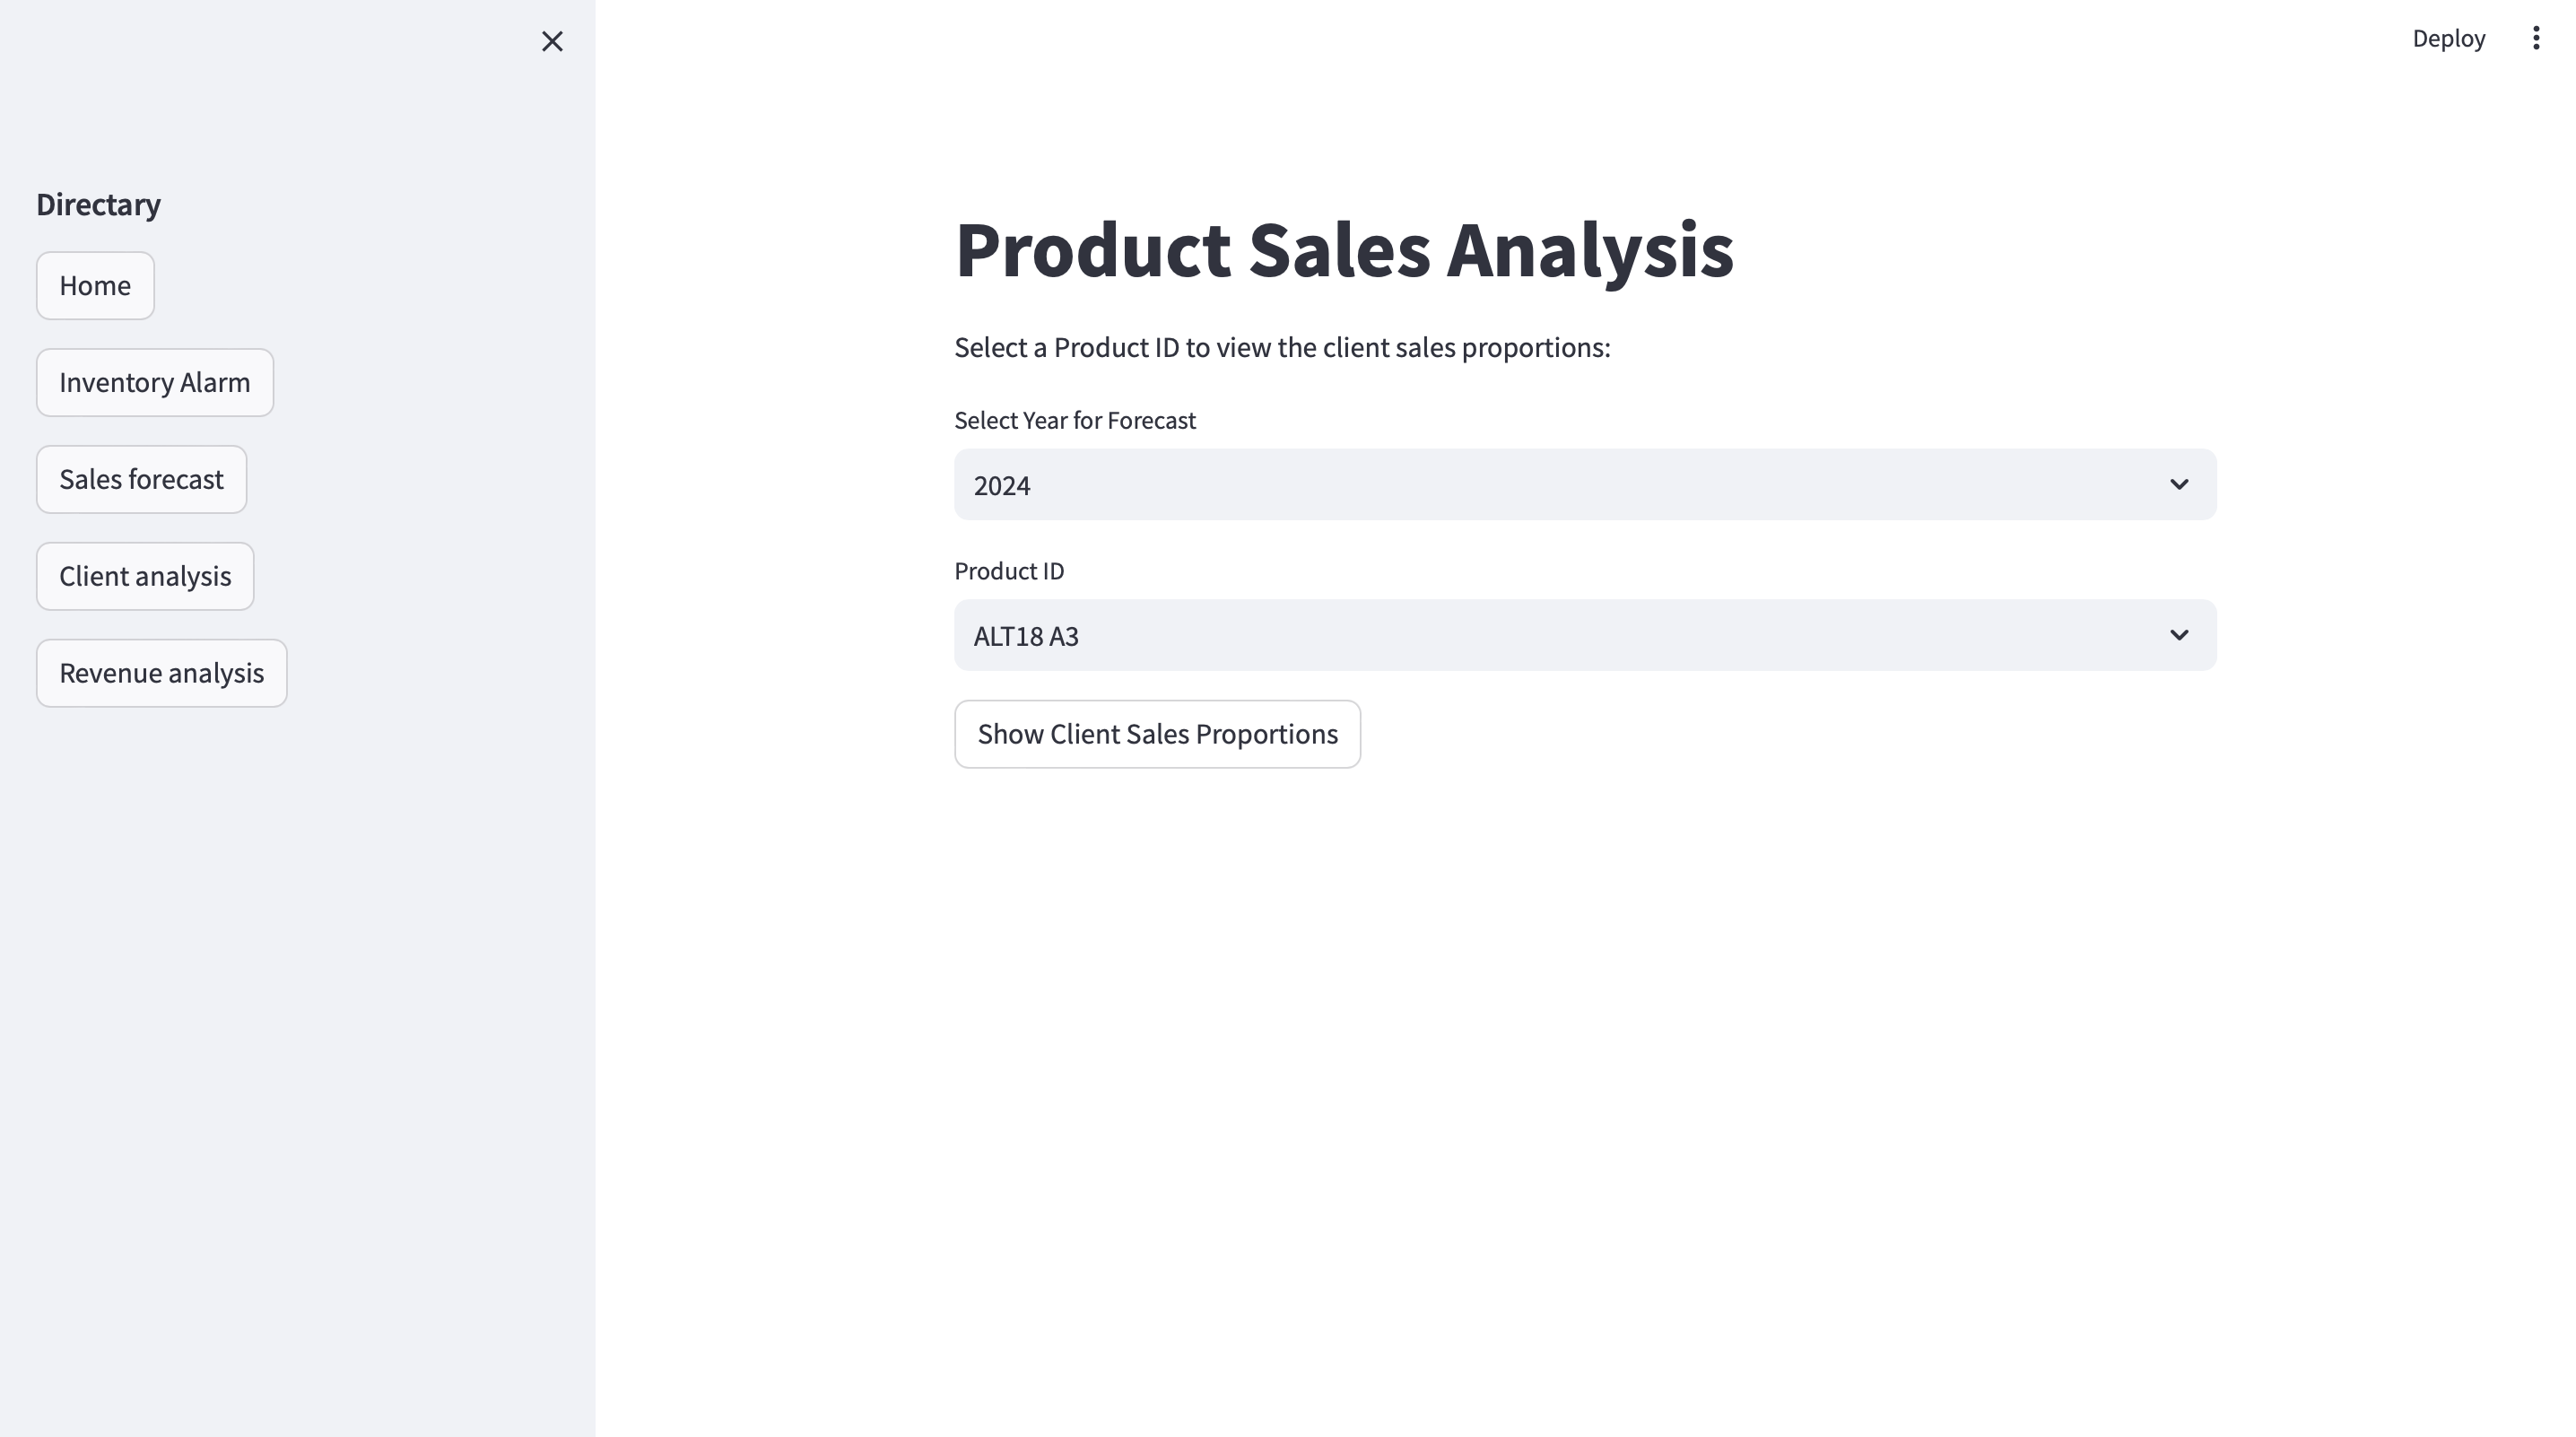 Deploy
Directary
Home
Inventory Alarm
Sales forecast
Client analysis
Revenue analysis
Product Sales Analysis
Select a Product ID to view the client sales proportions:
Select Year for Forecast
2024
Product ID
ALT18 A3
Show Client Sales Proportions